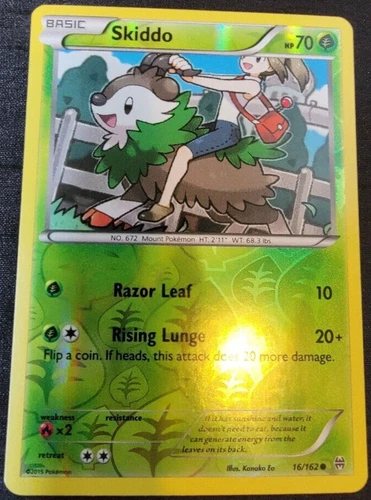 BASIC
Skiddo HP70
NO. 672 Mount Pokémon HT. 2'11" WT. 68.3 lbs.
Razor Leaf 10
Rising Lunge 20+
Flip a coin. If heads, this attack does 20 more damage.
weakness resistance
×2
If it has sunshine and water, it
doesn't need to eat, because it
can generate energy from the
leaves on its back.
retreat
©2015 Pokémon Illus. Kanako Eo 16/162